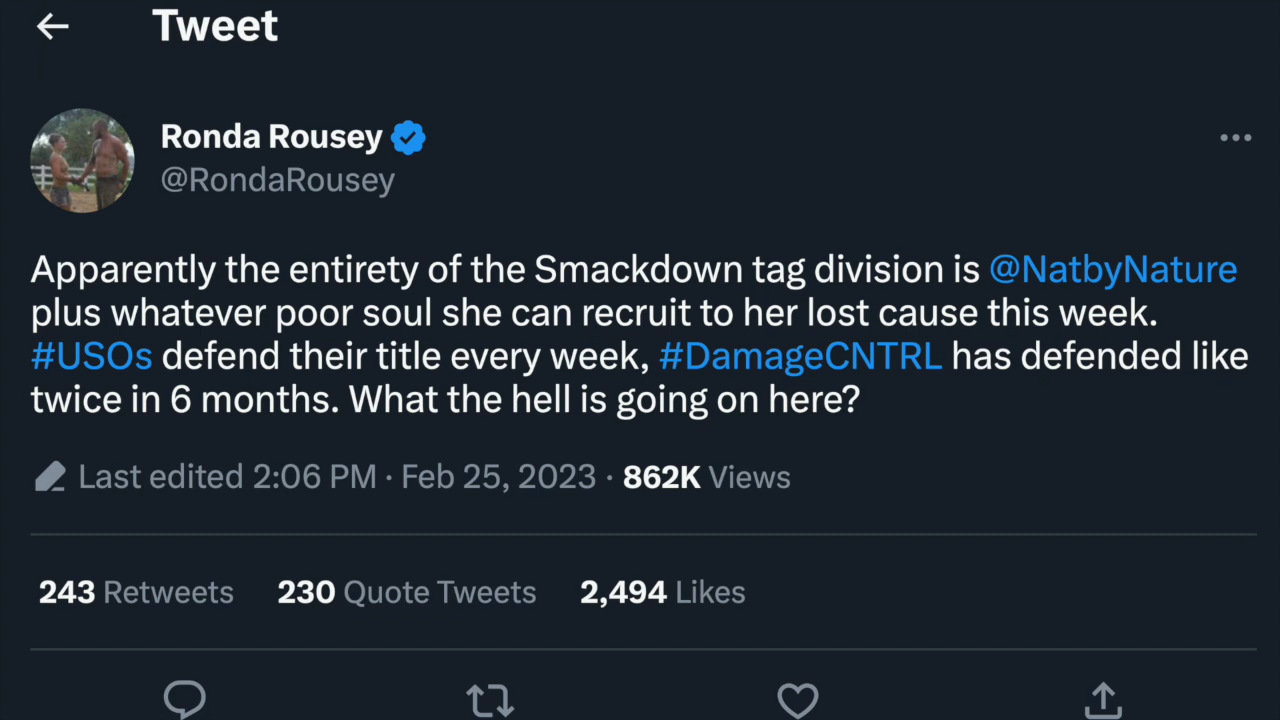 Tweet
Ronda Rousey
@RondaRousey
Apparently the entirety of the Smackdown tag division is @NatbyNature
plus whatever poor soul she can recruit to her lost cause this week.
#USOs defend their title every week, #DamageCNTRL has defended like
twice in 6 months. What the hell is going on here?
Last edited 2:06 PM · Feb 25, 2023 · 862K Views
243 Retweets 230 Quote Tweets 2,494 Likes